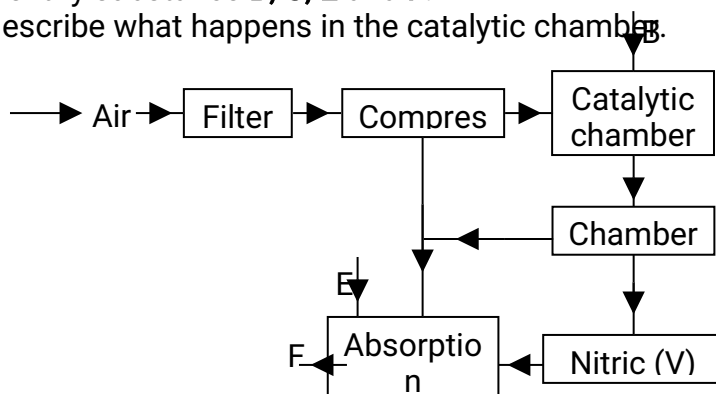 escribe what happens in the catalytic chamber.
B
Air
Filter
Compres
Catalytic
chamber
Chamber
E
F
Absorptio
n
Nitric (V)